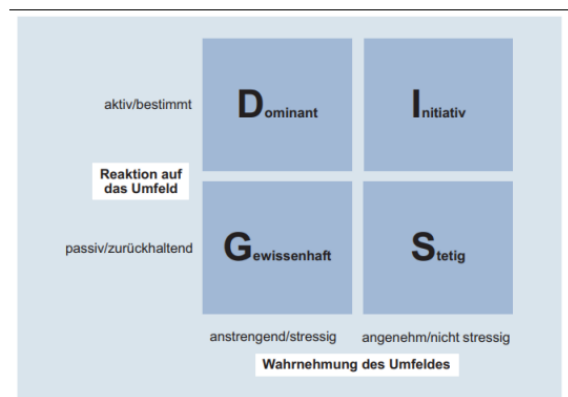 aktiv/bestimmt
Dominant
Initiativ
Reaktion auf
das Umfeld
passiv/zurückhaltend
Gewissenhaft
Stetig
anstrengend/stressig
angenehm/nicht stressig
Wahrnehmung des Umfeldes